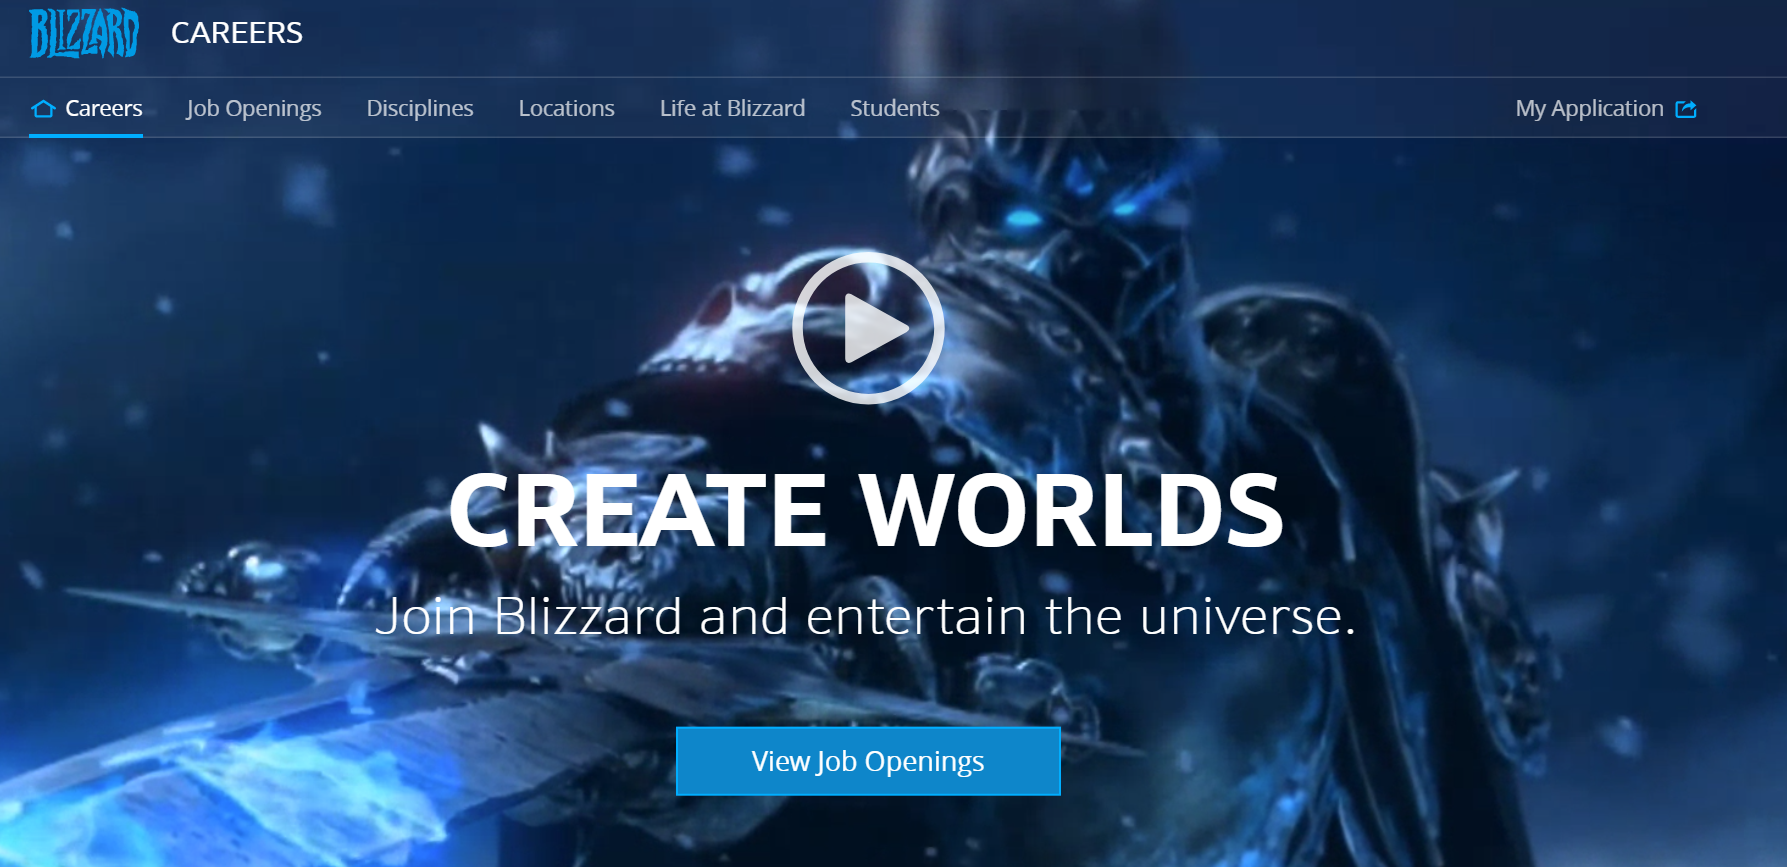 BLIZZARD CAREERS
Careers Job Openings Disciplines Locations Life at Blizzard Students My Application
CREATE WORLDS
Join Blizzard and entertain the universe.
View Job Openings